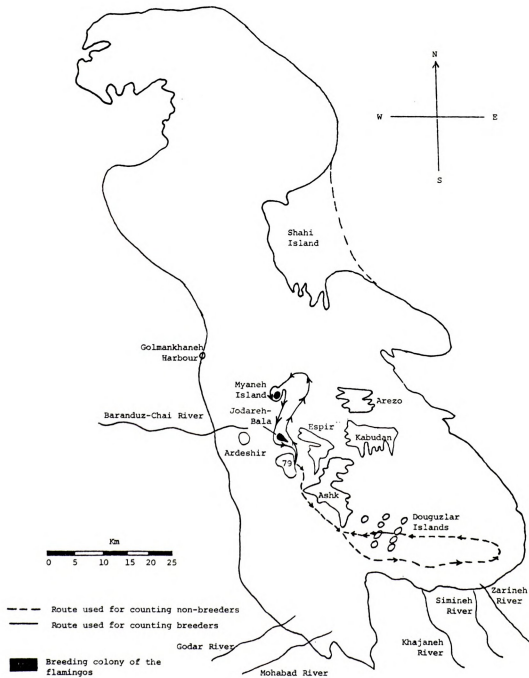 N
W
E
S
Shahi
Island
Golmankhaneh
Harbour
Myaneh
Island
Arezo
Jodareh-
Bala
Baranduz-Chai River
Espir
Kabudan
Ardeshir
79
Ashk
Douguzlar
Islands
Km
0 5 10 15 20 25
Zarineh
River
Simineh
River
Route used for counting non-breeders
Route used for counting breeders
Khajaneh
River
Godar River
Mohabad River
Breeding colony of the
flamingos